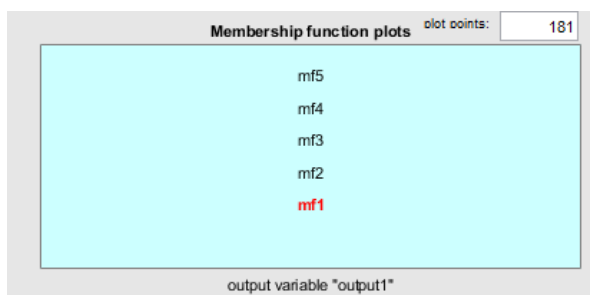 Membership function plots plot points: 181
mf5
mf4
mf3
mf2
mf1
output variable "output1"